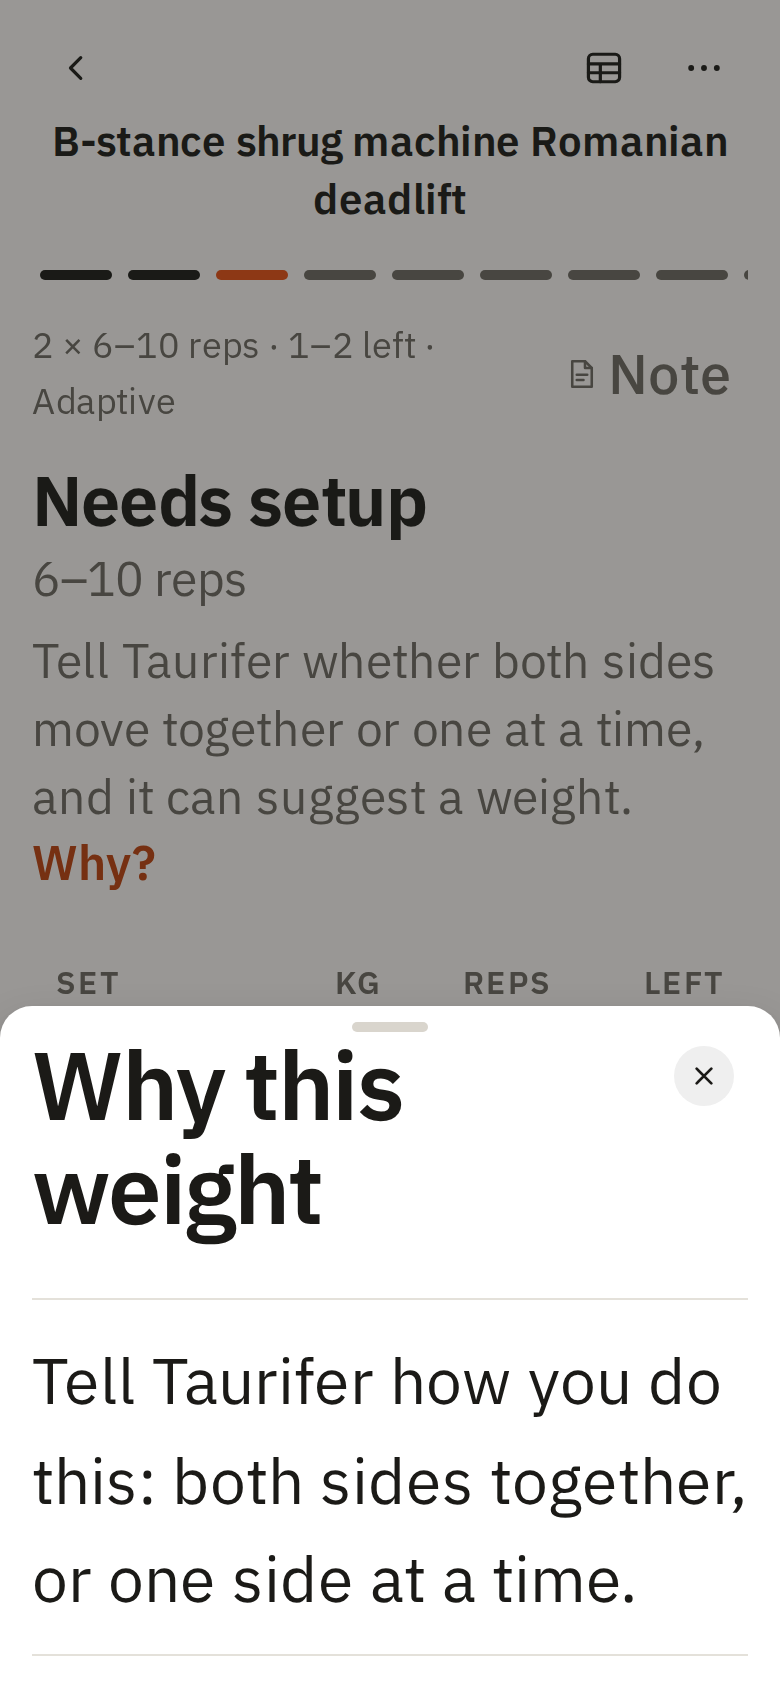 B-stance shrug machine Romanian
deadlift
2 × 6–10 reps · 1–2 left ·
Adaptive
Note
Needs setup
6–10 reps
Tell Taurifer whether both sides
move together or one at a time,
and it can suggest a weight.
Why?
SET KG REPS LEFT
Why this
weight
Tell Taurifer how you do
this: both sides together,
or one side at a time.